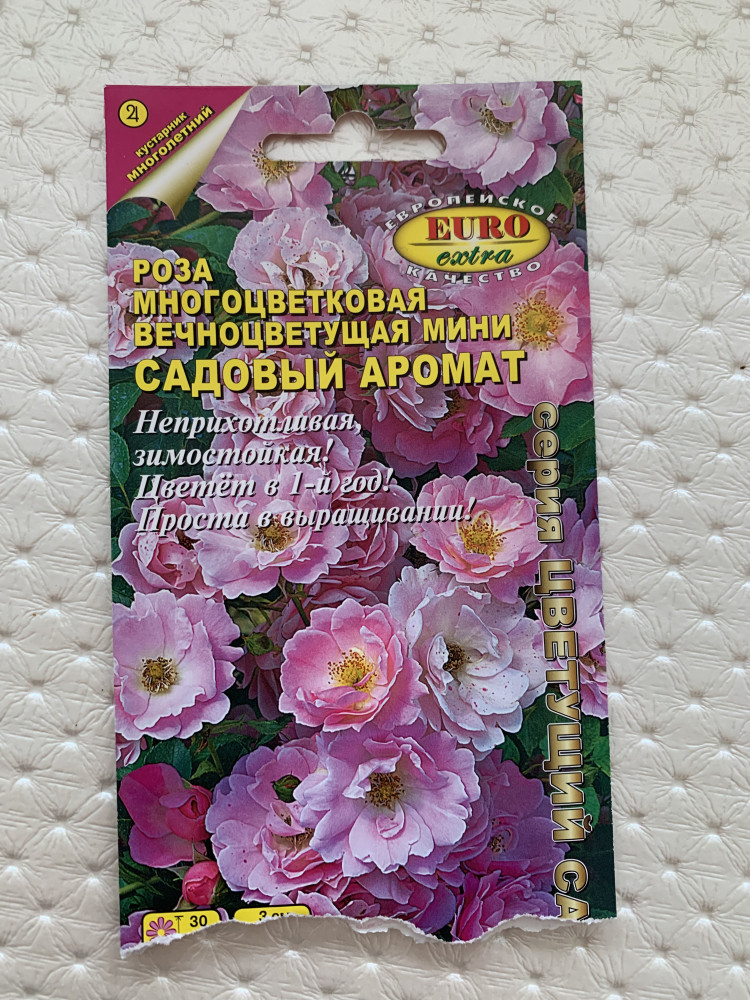 кустарник
многолетний
ЕВРОПЕЙСКОЕ
EURO
extra
КАЧЕСТВО
РОЗА
МНОГОЦВЕТКОВАЯ
ВЕЧНОЦВЕТУЩАЯ МИНИ
САДОВЫЙ АРОМАТ
Неприхотливая,
зимостойкая!
Цветёт в 1-й год!
Проста в выращивании!
серия ЦВЕТУЩИЙ СА
30